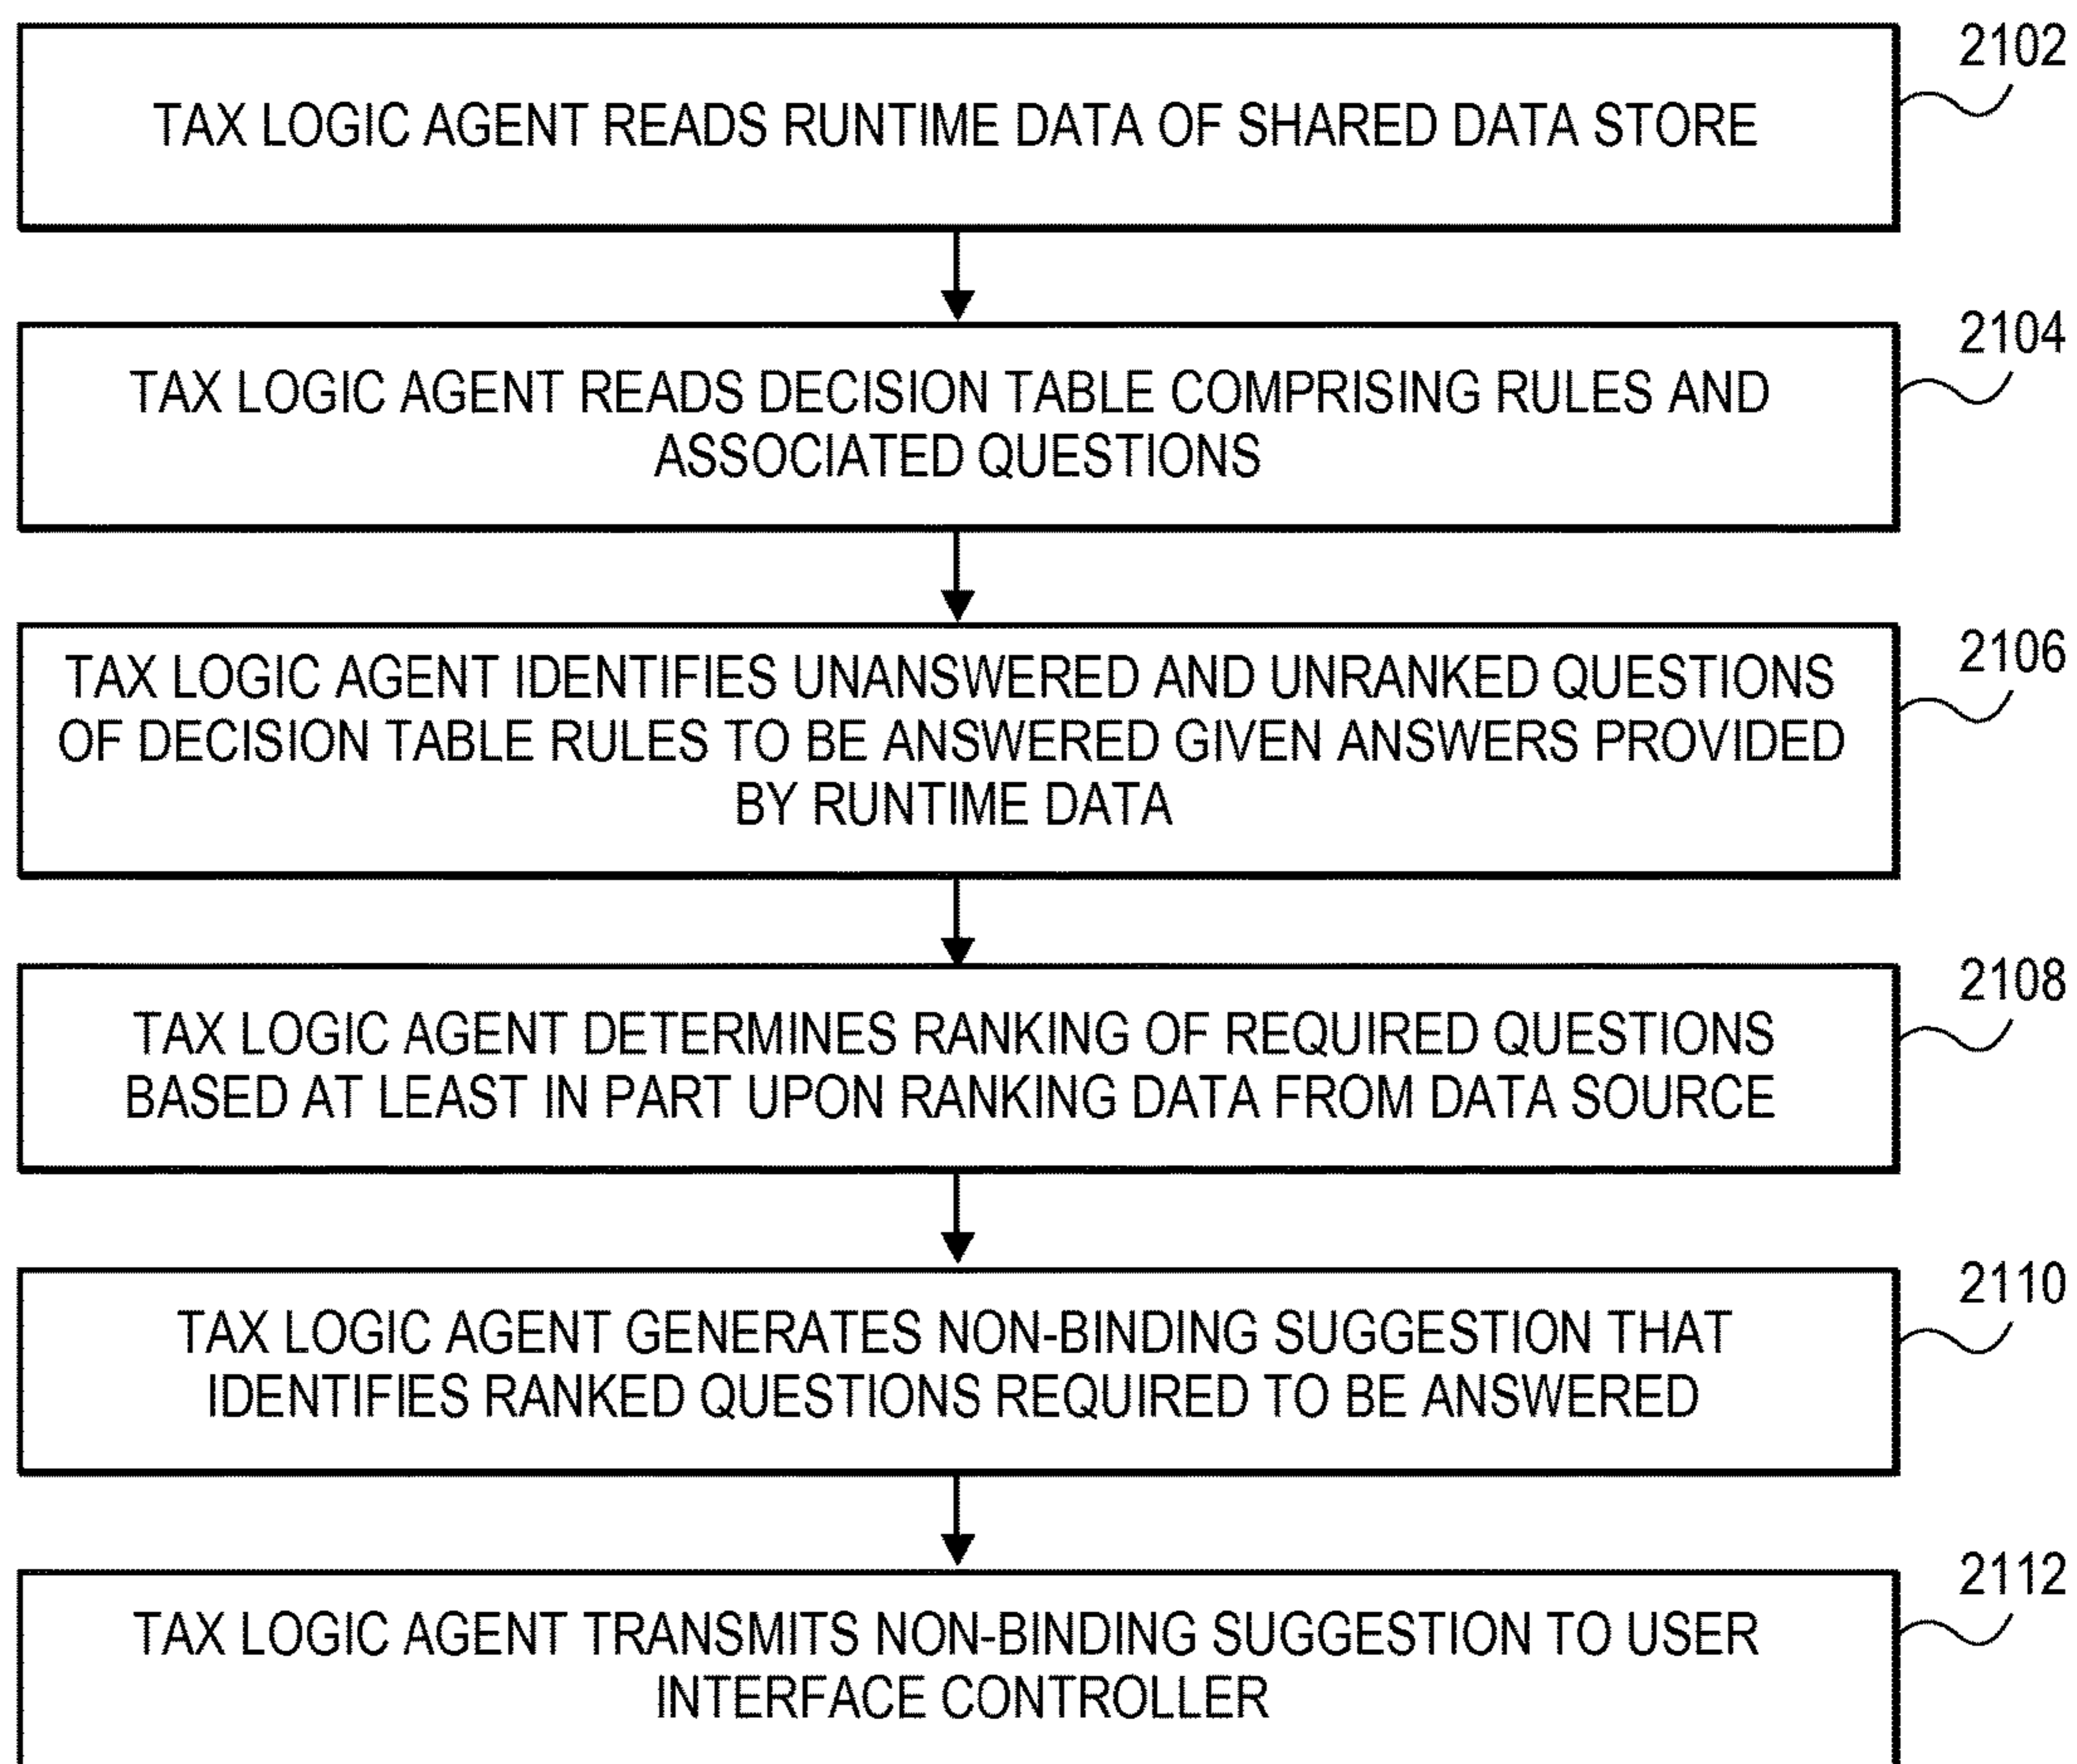 2102
TAX LOGIC AGENT READS RUNTIME DATA OF SHARED DATA STORE
2104
TAX LOGIC AGENT READS DECISION TABLE COMPRISING RULES AND
ASSOCIATED QUESTIONS
2106
TAX LOGIC AGENT IDENTIFIES UNANSWERED AND UNRANKED QUESTIONS
OF DECISION TABLE RULES TO BE ANSWERED GIVEN ANSWERS PROVIDED
BY RUNTIME DATA
2108
TAX LOGIC AGENT DETERMINES RANKING OF REQUIRED QUESTIONS
BASED AT LEAST IN PART UPON RANKING DATA FROM DATA SOURCE
2110
TAX LOGIC AGENT GENERATES NON-BINDING SUGGESTION THAT
IDENTIFIES RANKED QUESTIONS REQUIRED TO BE ANSWERED
2112
TAX LOGIC AGENT TRANSMITS NON-BINDING SUGGESTION TO USER
INTERFACE CONTROLLER